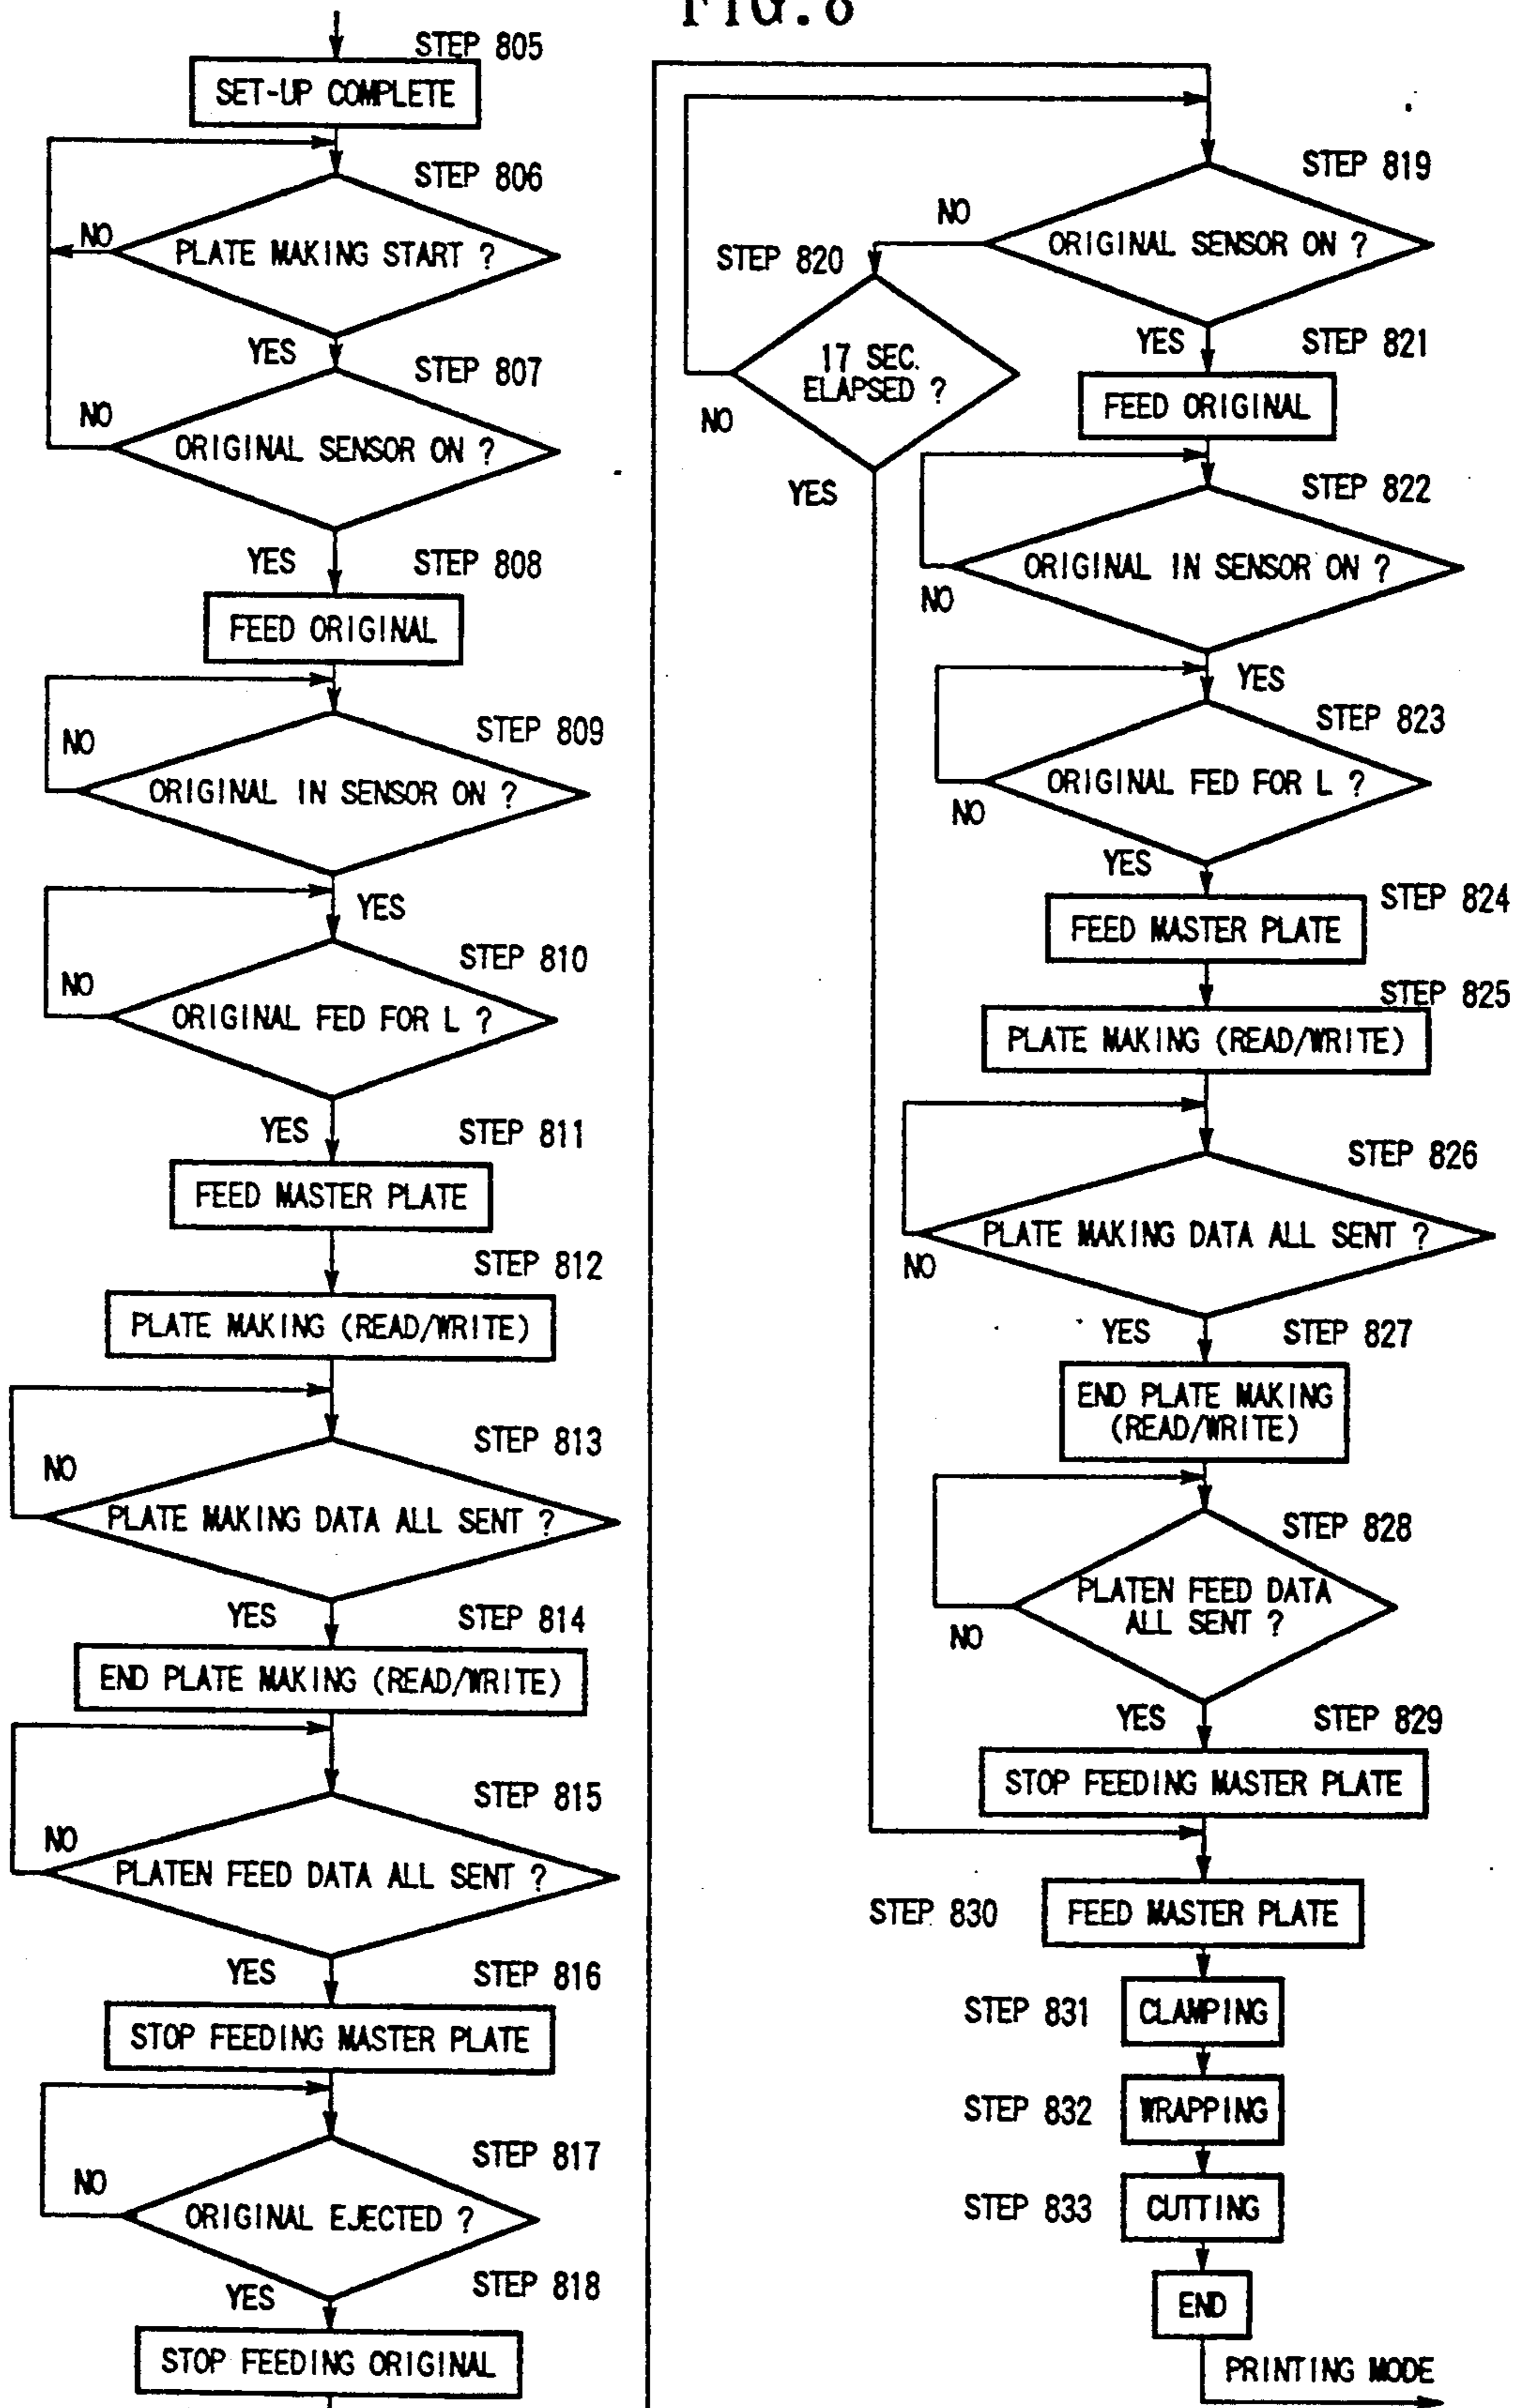 FIG.8
STEP 805
SET-UP COMPLETE
STEP 806
NO
PLATE MAKING START ?
YES
STEP 807
NO
ORIGINAL SENSOR ON ?
YES
STEP 808
FEED ORIGINAL
STEP 809
NO
ORIGINAL IN SENSOR ON ?
YES
STEP 810
NO
ORIGINAL FED FOR L ?
YES
STEP 811
FEED MASTER PLATE
STEP 812
PLATE MAKING (READ/WRITE)
STEP 813
NO
PLATE MAKING DATA ALL SENT ?
YES
STEP 814
END PLATE MAKING (READ/WRITE)
STEP 815
NO
PLATEN FEED DATA ALL SENT ?
YES
STEP 816
STOP FEEDING MASTER PLATE
STEP 817
NO
ORIGINAL EJECTED ?
YES
STEP 818
STOP FEEDING ORIGINAL
STEP 819
NO
ORIGINAL SENSOR ON ?
STEP 820
17 SEC.
ELAPSED ?
NO
YES
YES
STEP 821
FEED ORIGINAL
STEP 822
ORIGINAL IN SENSOR ON ?
NO
YES
STEP 823
ORIGINAL FED FOR L ?
NO
YES
STEP 824
FEED MASTER PLATE
STEP 825
PLATE MAKING (READ/WRITE)
STEP 826
PLATE MAKING DATA ALL SENT ?
NO
YES
STEP 827
END PLATE MAKING
(READ/WRITE)
STEP 828
PLATEN FEED DATA
ALL SENT ?
NO
YES
STEP 829
STOP FEEDING MASTER PLATE
STEP 830
FEED MASTER PLATE
STEP 831
CLAMPING
STEP 832
WRAPPING
STEP 833
CUTTING
END
PRINTING MODE